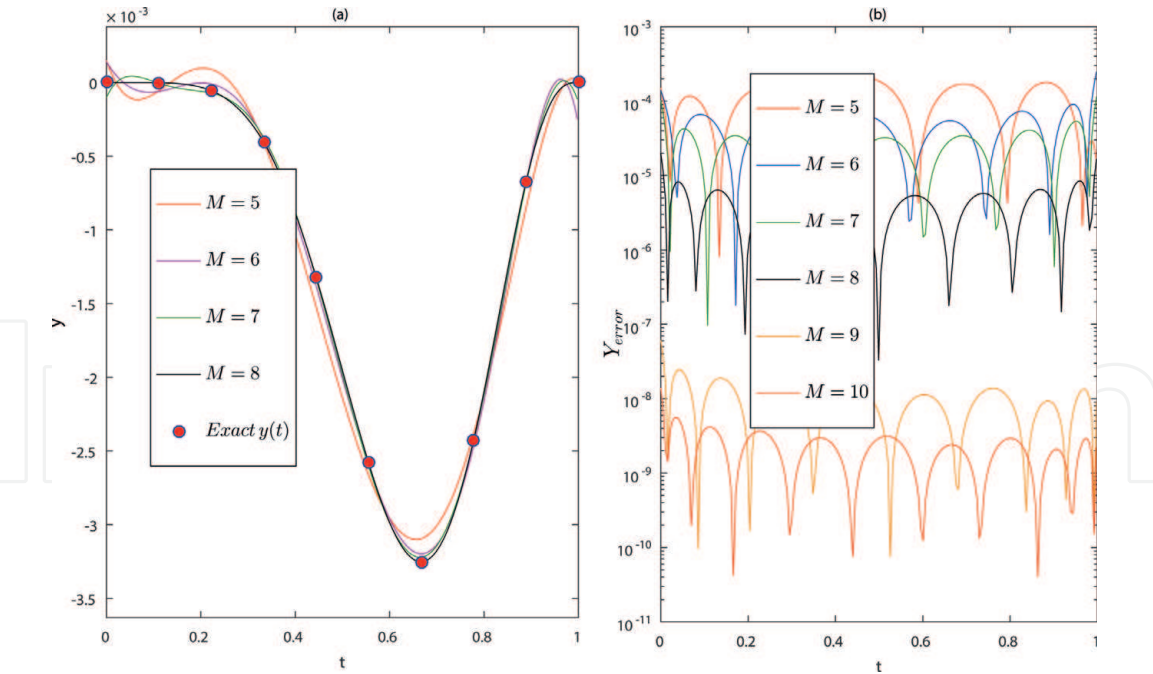 × 10⁻³
(a)
0
-0.5
-1
-1.5
-2
-2.5
-3
-3.5
y
M = 5
M = 6
M = 7
M = 8
Exact y(t)
0
0.2
0.4
0.6
0.8
1
t
(b)
10⁻³
10⁻⁴
10⁻⁵
10⁻⁶
10⁻⁷
10⁻⁸
10⁻⁹
10⁻¹⁰
10⁻¹¹
Y_error
M = 5
M = 6
M = 7
M = 8
M = 9
M = 10
0
0.2
0.4
0.6
0.8
1
t